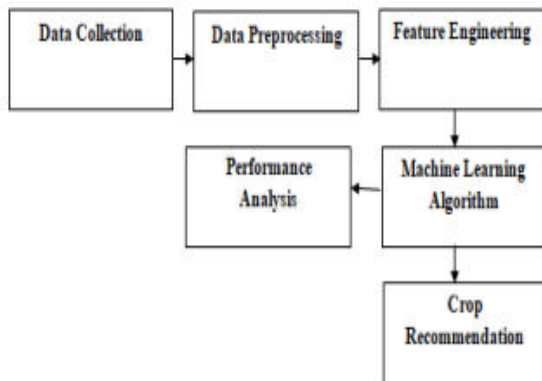 Data Collection
Data Preprocessing
Feature Engineering
Performance
Analysis
Machine Learning
Algorithm
Crop
Recommendation